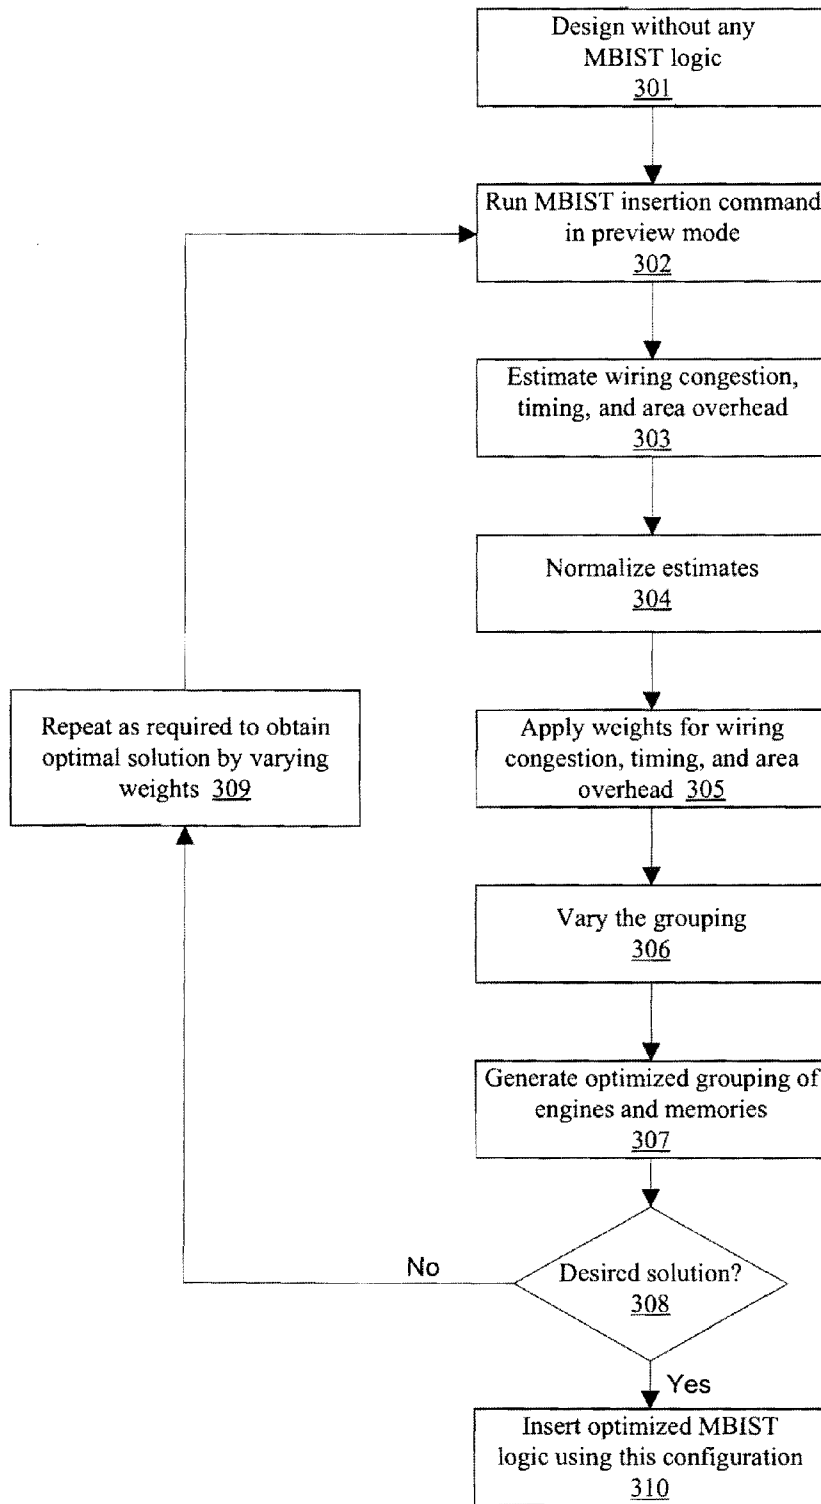 Design without any
MBIST logic
301
Run MBIST insertion command
in preview mode
302
Estimate wiring congestion,
timing, and area overhead
303
Normalize estimates
304
Repeat as required to obtain
optimal solution by varying
weights 309
Apply weights for wiring
congestion, timing, and area
overhead 305
Vary the grouping
306
Generate optimized grouping of
engines and memories
307
No
Desired solution?
308
Yes
Insert optimized MBIST
logic using this configuration
310